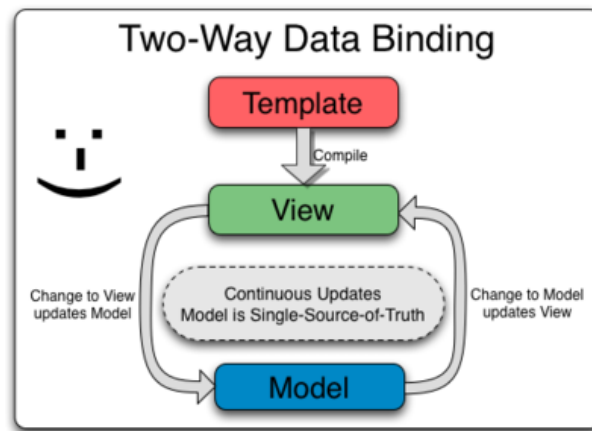 Two-Way Data Binding
Template
Compile
View
Change to View
updates Model
Continuous Updates
Model is Single-Source-of-Truth
Change to Model
updates View
Model